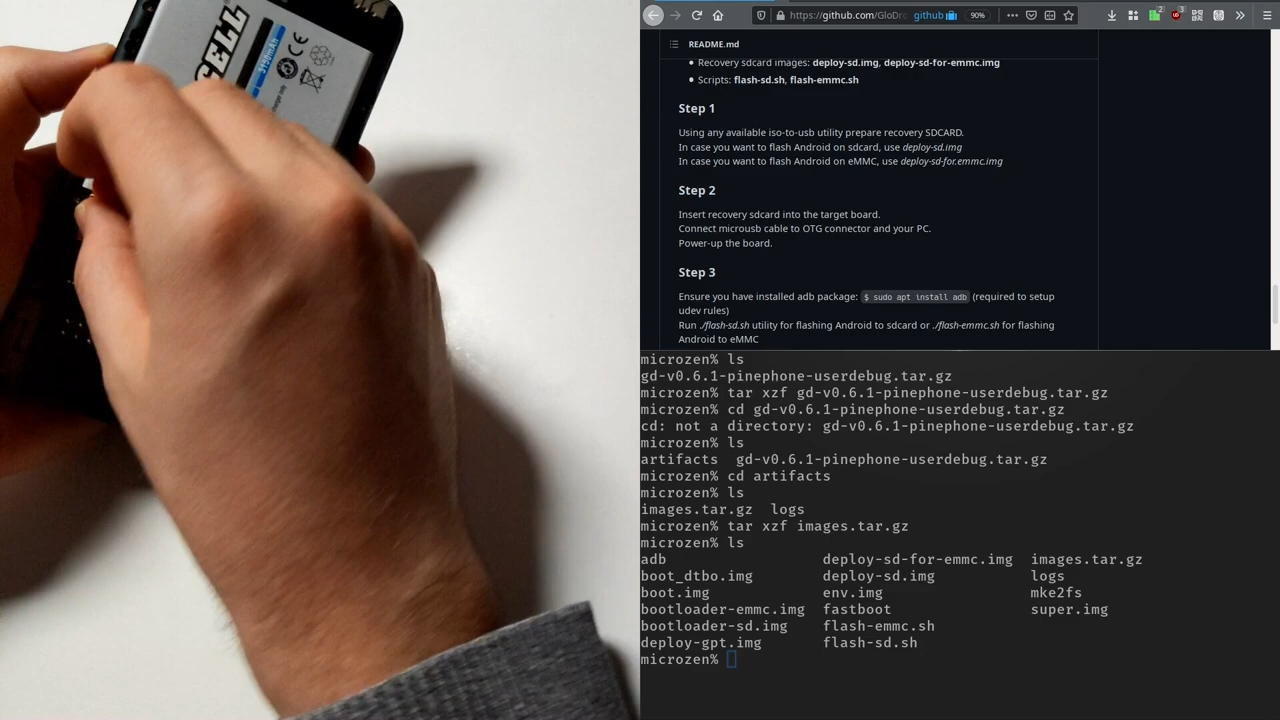 CELL
3150mAh
https://github.com/GloDro
github
90%
2
3
README.md
Recovery sdcard images: deploy-sd.img, deploy-sd-for-emmc.img
Scripts: flash-sd.sh, flash-emmc.sh
Step 1
Using any available iso-to-usb utility prepare recovery SDCARD.
In case you want to flash Android on sdcard, use deploy-sd.img
In case you want to flash Android on eMMC, use deploy-sd-for.emmc.img
Step 2
Insert recovery sdcard into the target board.
Connect microusb cable to OTG connector and your PC.
Power-up the board.
Step 3
Ensure you have installed adb package: $ sudo apt install adb (required to setup
udev rules)
Run ./flash-sd.sh utility for flashing Android to sdcard or ./flash-emmc.sh for flashing
Android to eMMC
microzen% ls
gd-v0.6.1-pinephone-userdebug.tar.gz
microzen% tar xzf gd-v0.6.1-pinephone-userdebug.tar.gz
microzen% cd gd-v0.6.1-pinephone-userdebug.tar.gz
cd: not a directory: gd-v0.6.1-pinephone-userdebug.tar.gz
microzen% ls
artifacts  gd-v0.6.1-pinephone-userdebug.tar.gz
microzen% cd artifacts
microzen% ls
images.tar.gz  logs
microzen% tar xzf images.tar.gz
microzen% ls
adb deploy-sd-for-emmc.img images.tar.gz
boot_dtbo.img deploy-sd.img logs
boot.img env.img mke2fs
bootloader-emmc.img fastboot super.img
bootloader-sd.img flash-emmc.sh
deploy-gpt.img flash-sd.sh
microzen%